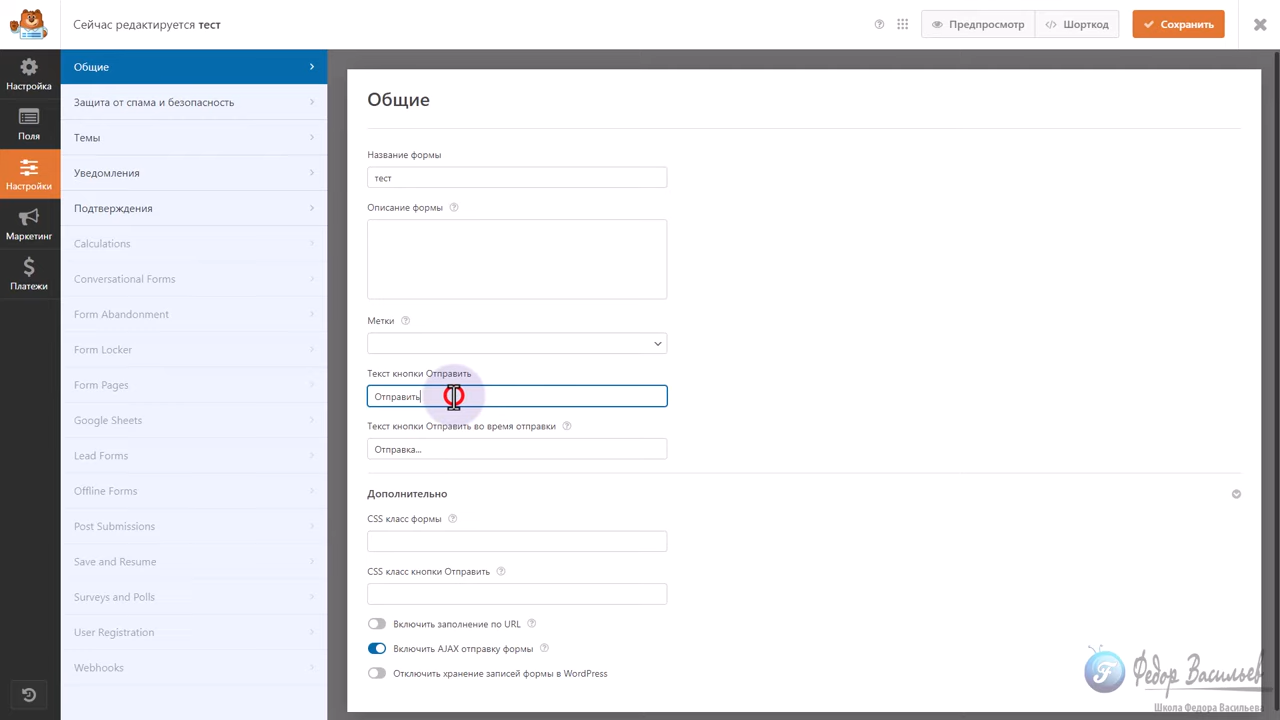 Сейчас редактируется тест
Предпросмотр
Шорткод
Сохранить
Настройка
Поля
Настройки
Маркетинг
Платежи
Общие
Защита от спама и безопасность
Темы
Уведомления
Подтверждения
Calculations
Conversational Forms
Form Abandonment
Form Locker
Form Pages
Google Sheets
Lead Forms
Offline Forms
Post Submissions
Save and Resume
Surveys and Polls
User Registration
Webhooks
Общие
Название формы
тест
Описание формы
Метки
Текст кнопки Отправить
Отправить
Текст кнопки Отправить во время отправки
Отправка...
Дополнительно
CSS класс формы
CSS класс кнопки Отправить
Включить заполнение по URL
Включить AJAX отправку формы
Отключить хранение записей формы в WordPress
Федор Васильев
Школа Федора Васильева